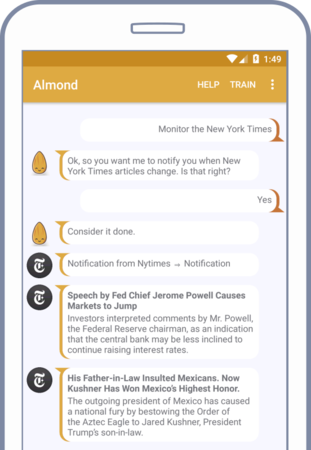 1:49
Almond HELP TRAIN
Monitor the New York Times
Ok, so you want me to notify you when New
York Times articles change. Is that right?
Yes
Consider it done.
Notification from Nytimes ⇒ Notification
Speech by Fed Chief Jerome Powell Causes
Markets to Jump
Investors interpreted comments by Mr. Powell,
the Federal Reserve chairman, as an indication
that the central bank may be less inclined to
continue raising interest rates.
His Father-in-Law Insulted Mexicans. Now
Kushner Has Won Mexico's Highest Honor.
The outgoing president of Mexico has caused
a national fury by bestowing the Order of
the Aztec Eagle to Jared Kushner, President
Trump's son-in-law.